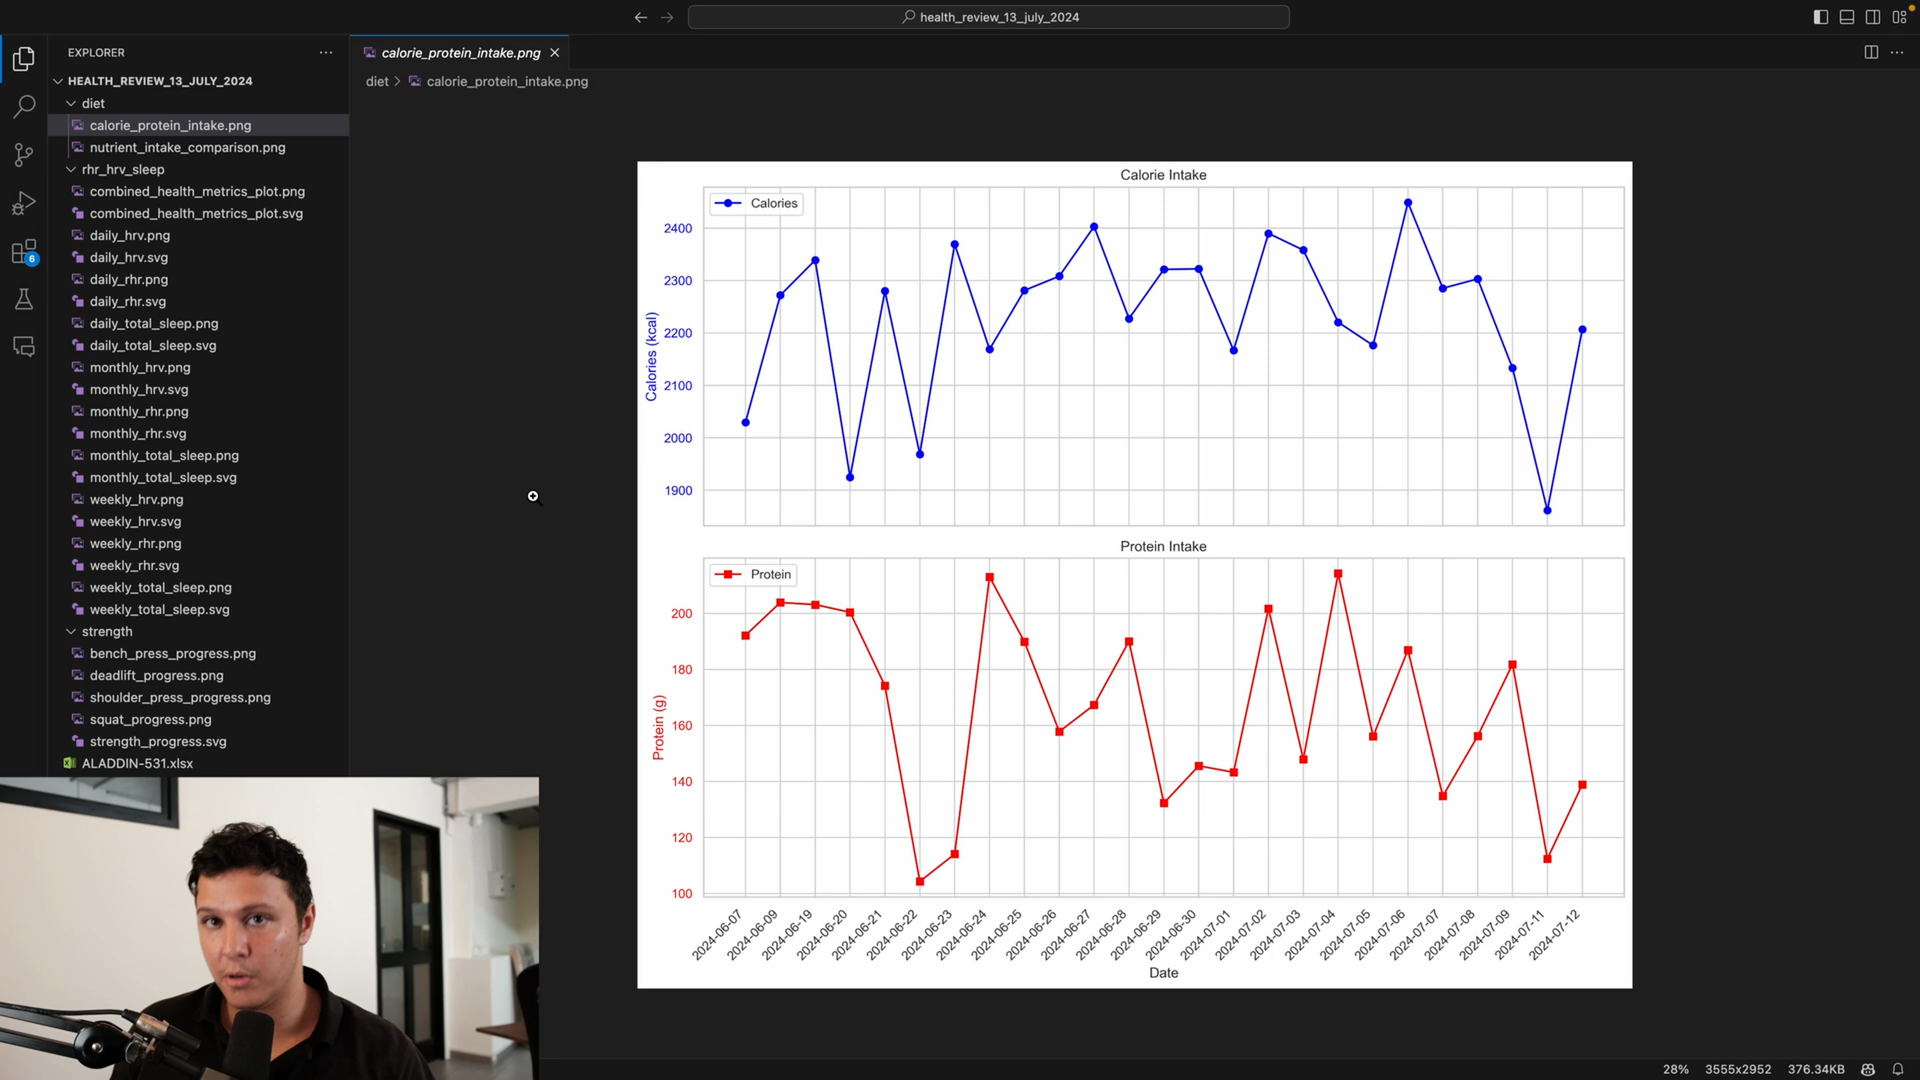 health_review_13_july_2024
EXPLORER
calorie_protein_intake.png
HEALTH_REVIEW_13_JULY_2024
diet > calorie_protein_intake.png
diet
calorie_protein_intake.png
nutrient_intake_comparison.png
rhr_hrv_sleep
combined_health_metrics_plot.png
combined_health_metrics_plot.svg
daily_hrv.png
daily_hrv.svg
daily_rhr.png
daily_rhr.svg
daily_total_sleep.png
daily_total_sleep.svg
monthly_hrv.png
monthly_hrv.svg
monthly_rhr.png
monthly_rhr.svg
monthly_total_sleep.png
monthly_total_sleep.svg
weekly_hrv.png
weekly_hrv.svg
weekly_rhr.png
weekly_rhr.svg
weekly_total_sleep.png
weekly_total_sleep.svg
strength
bench_press_progress.png
deadlift_progress.png
shoulder_press_progress.png
squat_progress.png
strength_progress.svg
ALADDIN-531.xlsx
6
Calorie Intake
Calories
Calories (kcal)
2400
2300
2200
2100
2000
1900
Protein Intake
Protein
Protein (g)
200
180
160
140
120
100
2024-06-07
2024-06-09
2024-06-19
2024-06-20
2024-06-21
2024-06-22
2024-06-23
2024-06-24
2024-06-25
2024-06-26
2024-06-27
2024-06-28
2024-06-29
2024-06-30
2024-07-01
2024-07-02
2024-07-03
2024-07-04
2024-07-05
2024-07-06
2024-07-07
2024-07-08
2024-07-09
2024-07-11
2024-07-12
Date
28%
3555x2952
376.34KB